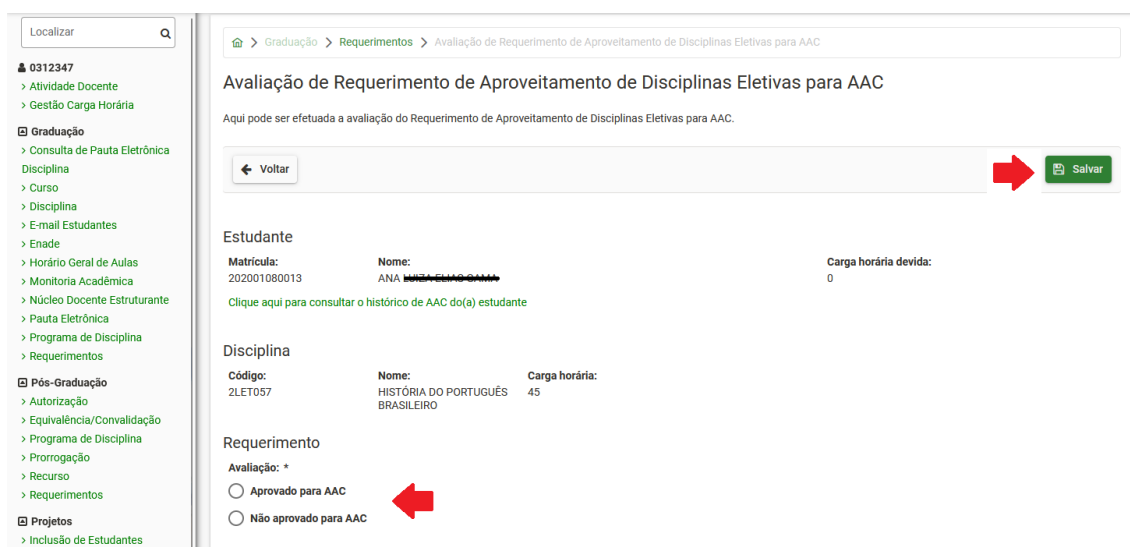 Localizar
0312347
> Atividade Docente
> Gestão Carga Horária
Graduação
> Consulta de Pauta Eletrônica
Disciplina
> Curso
> Disciplina
> E-mail Estudantes
> Enade
> Horário Geral de Aulas
> Monitoria Acadêmica
> Núcleo Docente Estruturante
> Pauta Eletrônica
> Programa de Disciplina
> Requerimentos
Pós-Graduação
> Autorização
> Equivalência/Convalidação
> Programa de Disciplina
> Prorrogação
> Recurso
> Requerimentos
Projetos
> Inclusão de Estudantes
> Graduação > Requerimentos > Avaliação de Requerimento de Aproveitamento de Disciplinas Eletivas para AAC
Avaliação de Requerimento de Aproveitamento de Disciplinas Eletivas para AAC
Aqui pode ser efetuada a avaliação do Requerimento de Aproveitamento de Disciplinas Eletivas para AAC.
Voltar
Salvar
Estudante
Matrícula: Nome: Carga horária devida:
202001080013 ANA 0
Clique aqui para consultar o histórico de AAC do(a) estudante
Disciplina
Código: Nome: Carga horária:
2LET057 HISTÓRIA DO PORTUGUÊS 45
BRASILEIRO
Requerimento
Avaliação: *
Aprovado para AAC
Não aprovado para AAC